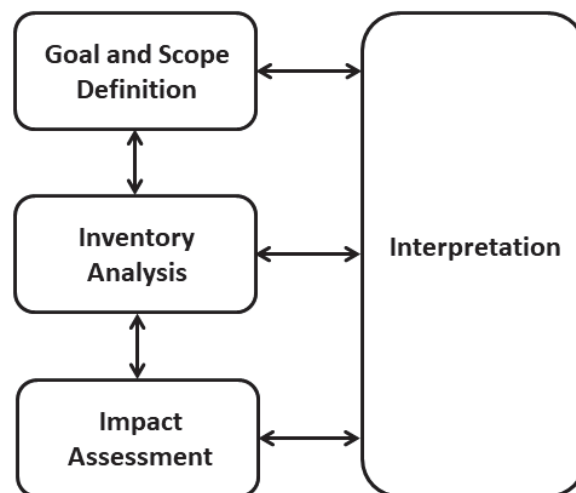 Goal and Scope
Definition
Inventory
Analysis
Interpretation
Impact
Assessment